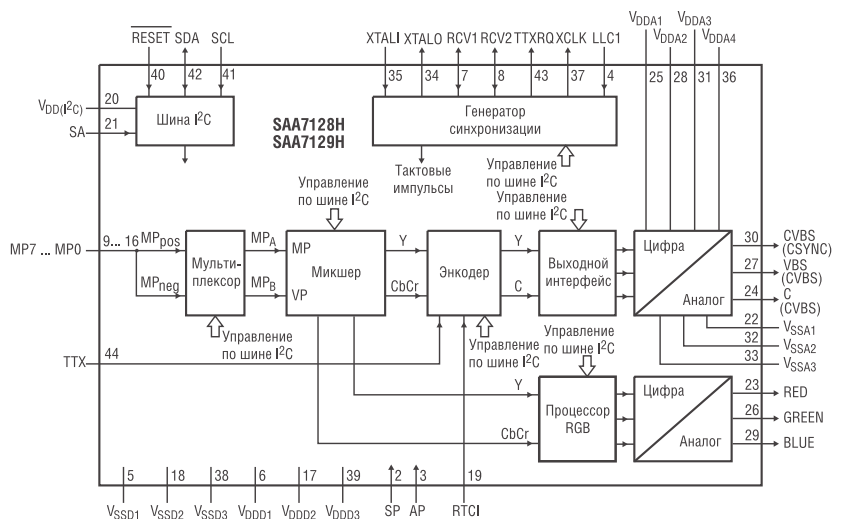 RESET SDA SCL
40 42 41
XTALI XTALO RCV1 RCV2 TTXRQ XCLK LLC1
35 34 7 8 43 37 4
VDDA1 VDDA2 VDDA3 VDDA4
25 28 31 36
VDD(I²C) 20
SA 21
Шина I²C
SAA7128H
SAA7129H
Генератор
синхронизации
Тактовые
импульсы
Управление
по шине I²C
Управление
по шине I²C
Управление
по шине I²C
MP7 ... MP0
9... 16
MPpos
MPneg
Мульти-
плексор
MPA
MPB
MP
Микшер
VP
Y
CbCr
Энкодер
Y
C
Выходной
интерфейс
Цифра
Аналог
30 CVBS
(CSYNC)
27 VBS
(CVBS)
24 C
(CVBS)
22 VSSA1
32 VSSA2
33 VSSA3
Управление
по шине I²C
Управление
по шине I²C
Управление
по шине I²C
TTX 44
Y
CbCr
Процессор
RGB
Цифра
Аналог
23 RED
26 GREEN
29 BLUE
5 18 38 6 17 39 2 3 19
VSSD1 VSSD2 VSSD3 VDDD1 VDDD2 VDDD3 SP AP RTCI